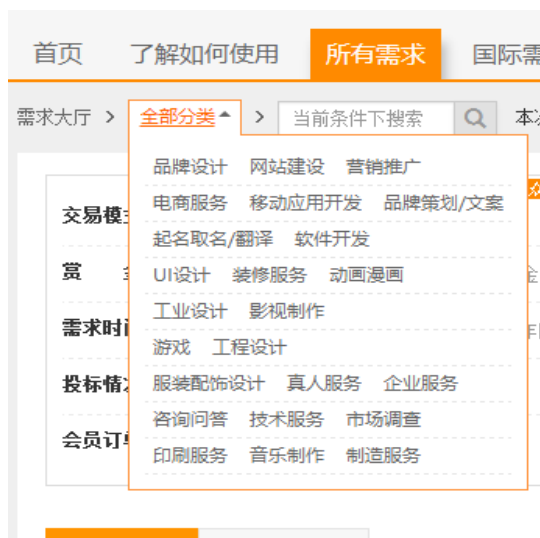 首页 了解如何使用 所有需求 国际需
需求大厅 > 全部分类 > 当前条件下搜索 本
品牌设计 网站建设 营销推广
电商服务 移动应用开发 品牌策划/文案
交易模
起名取名/翻译 软件开发
赏 UI设计 装修服务 动画漫画 金
工业设计 影视制作
需求时
游戏 工程设计
投标情 服装配饰设计 真人服务 企业服务
咨询问答 技术服务 市场调查
会员订
印刷服务 音乐制作 制造服务